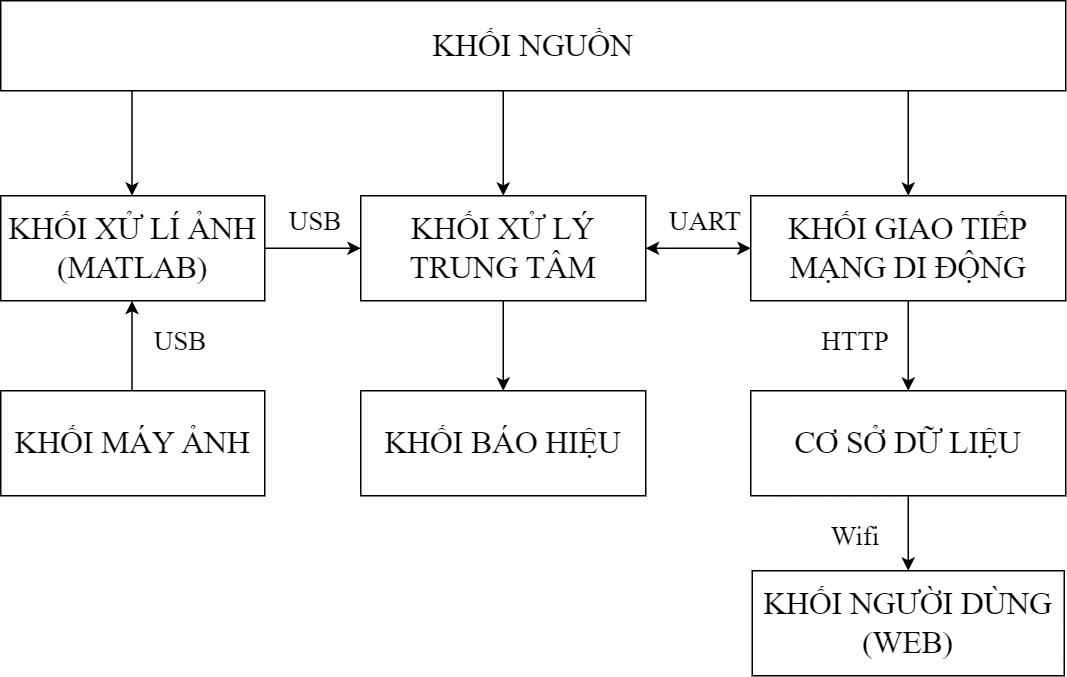 KHỐI NGUỒN
KHỐI XỬ LÍ ẢNH
(MATLAB)
USB
KHỐI XỬ LÝ
TRUNG TÂM
UART
KHỐI GIAO TIẾP
MẠNG DI ĐỘNG
USB
HTTP
KHỐI MÁY ẢNH
KHỐI BÁO HIỆU
CƠ SỞ DỮ LIỆU
Wifi
KHỐI NGƯỜI DÙNG
(WEB)